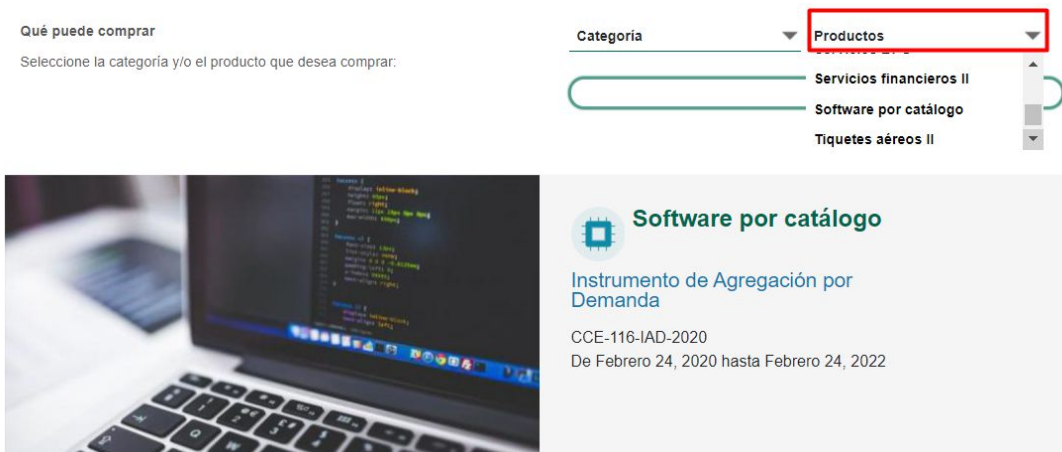 Qué puede comprar
Seleccione la categoría y/o el producto que desea comprar:
Categoría
Productos
Servicios financieros II
Software por catálogo
Tiquetes aéreos II
Software por catálogo
Instrumento de Agregación por
Demanda
CCE-116-IAD-2020
De Febrero 24, 2020 hasta Febrero 24, 2022